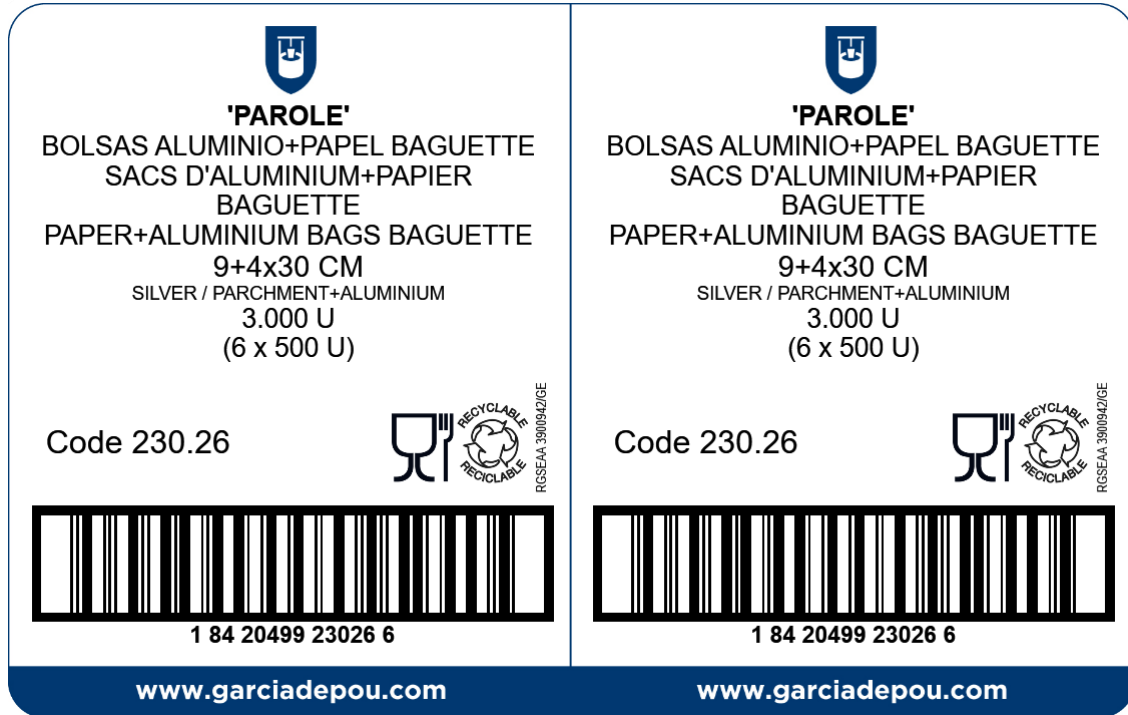 'PAROLE'
BOLSAS ALUMINIO+PAPEL BAGUETTE
SACS D'ALUMINIUM+PAPIER
BAGUETTE
PAPER+ALUMINIUM BAGS BAGUETTE
9+4x30 CM
SILVER / PARCHMENT+ALUMINIUM
3.000 U
(6 x 500 U)
Code 230.26
RECYCLABLE
RECICLABLE
RGSEAA 3900942/GE
1 84 20499 23026 6
www.garciadepou.com
'PAROLE'
BOLSAS ALUMINIO+PAPEL BAGUETTE
SACS D'ALUMINIUM+PAPIER
BAGUETTE
PAPER+ALUMINIUM BAGS BAGUETTE
9+4x30 CM
SILVER / PARCHMENT+ALUMINIUM
3.000 U
(6 x 500 U)
Code 230.26
RECYCLABLE
RECICLABLE
RGSEAA 3900942/GE
1 84 20499 23026 6
www.garciadepou.com